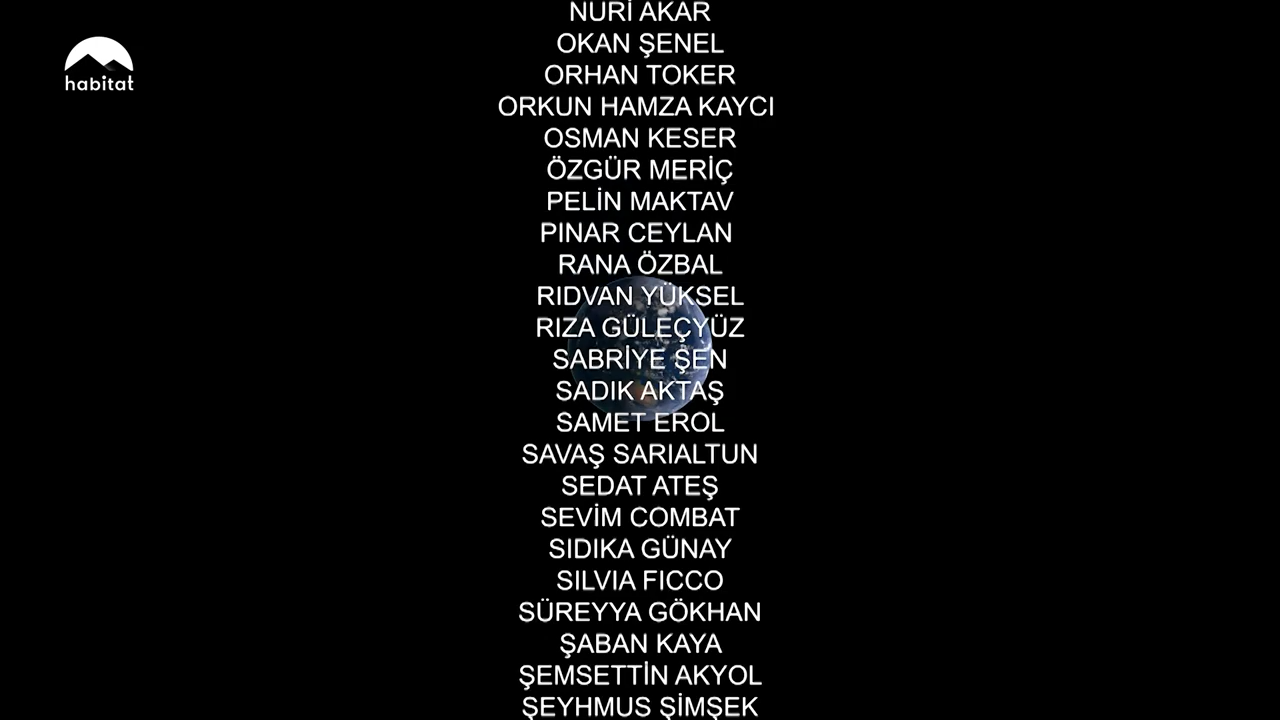 habitat
NURİ AKAR
OKAN ŞENEL
ORHAN TOKER
ORKUN HAMZA KAYCI
OSMAN KESER
ÖZGÜR MERİÇ
PELİN MAKTAV
PINAR CEYLAN
RANA ÖZBAL
RIDVAN YÜKSEL
RIZA GÜLEÇYÜZ
SABRİYE ŞEN
SADIK AKTAŞ
SAMET EROL
SAVAŞ SARIALTUN
SEDAT ATEŞ
SEVİM COMBAT
SIDIKA GÜNAY
SILVIA FICCO
SÜREYYA GÖKHAN
ŞABAN KAYA
ŞEMSETTİN AKYOL
ŞEYHMUS ŞİMŞEK